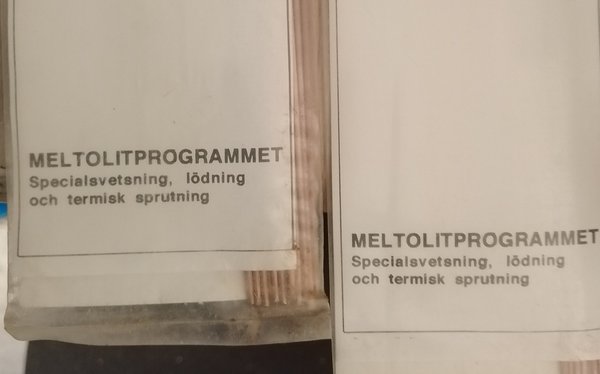 MELTOLITPROGRAMMET
Specialsvetsning, lödning
och termisk sprutning
MELTOLITPROGRAMMET
Specialsvetsning, lödning
och termisk sprutning